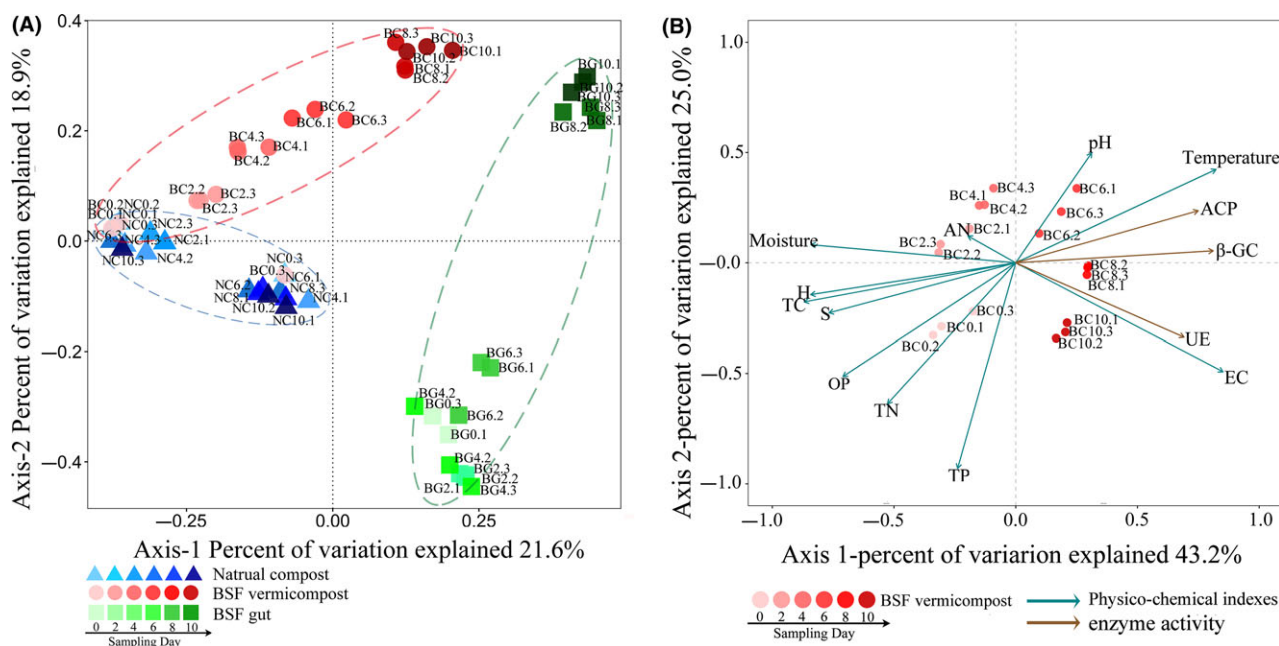 (A)
Axis-2 Percent of variation explained 18.9%
0.4
0.2
0.0
−0.2
−0.4
BC8.3
BC10.3
BC10.1
BC10.2
BC8.1
BC8.2
BG10.1
BG10.2
BG10.3
BG8.3
BG8.2
BG8.1
BC6.2
BC6.1
BC6.3
BC4.3
BC4.1
BC4.2
BC2.2
BC2.3
BC2.3
BC0.2
NC0.2
BC0.1
NC0.1
NC0.3
NC2.3
NC6.3
NC4.3
NC2.1
NC10.3
NC4.2
NC0.3
BC0.3
NC6.1
NC6.2
NC8.3
NC8.1
NC4.1
NC10.2
NC10.1
BG6.3
BG6.1
BG4.2
BG0.3
BG6.2
BG0.1
BG4.2
BG2.3
BG2.2
BG2.1
BG4.3
−0.25
0.00
0.25
Axis-1 Percent of variation explained 21.6%
Natrual compost
BSF vermicompost
BSF gut
0 2 4 6 8 10
Sampling Day
(B)
Axis 2-percent of variation explained 25.0%
1.0
0.5
−0.0
−0.5
−1.0
pH
Temperature
ACP
β-GC
UE
EC
Moisture
AN
H
TC
S
OP
TN
TP
BC4.3
BC4.1
BC4.2
BC6.1
BC6.3
BC6.2
BC2.1
BC2.3
BC2.2
BC8.2
BC8.3
BC8.1
BC0.3
BC0.1
BC0.2
BC10.1
BC10.3
BC10.2
−1.0
−0.5
0.0
0.5
1.0
Axis 1-percent of variarion explained 43.2%
BSF vermicompost
0 2 4 6 8 10
Sampling Day
Physico-chemical indexes
enzyme activity